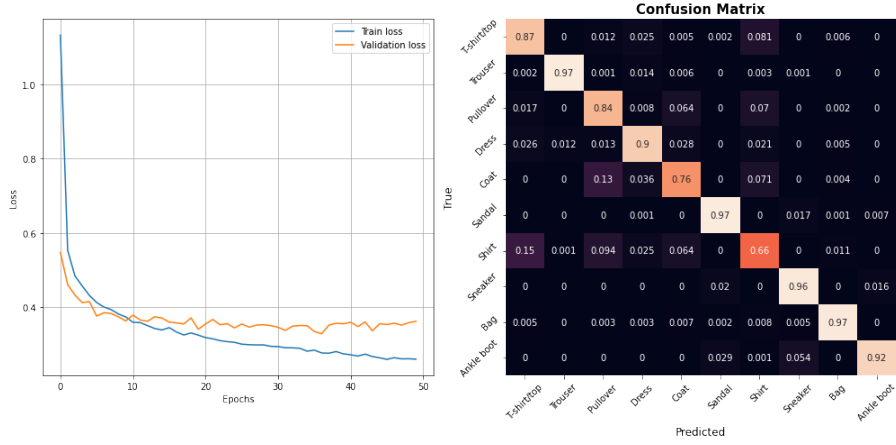 Train loss
Validation loss
1.0
0.8
0.6
0.4
Loss
0 10 20 30 40 50
Epochs
Confusion Matrix
T-shirt/top 0.87 0 0.012 0.025 0.005 0.002 0.081 0 0.006 0
Trouser 0.002 0.97 0.001 0.014 0.006 0 0.003 0.001 0 0
Pullover 0.017 0 0.84 0.008 0.064 0 0.07 0 0.002 0
Dress 0.026 0.012 0.013 0.9 0.028 0 0.021 0 0.005 0
Coat 0 0 0.13 0.036 0.76 0 0.071 0 0.004 0
Sandal 0 0 0 0.001 0 0.97 0 0.017 0.001 0.007
Shirt 0.15 0.001 0.094 0.025 0.064 0 0.66 0 0.011 0
Sneaker 0 0 0 0 0 0.02 0 0.96 0 0.016
Bag 0.005 0 0.003 0.003 0.007 0.002 0.008 0.005 0.97 0
Ankle boot 0 0 0 0 0 0.029 0.001 0.054 0 0.92
True
T-shirt/top Trouser Pullover Dress Coat Sandal Shirt Sneaker Bag Ankle boot
Predicted